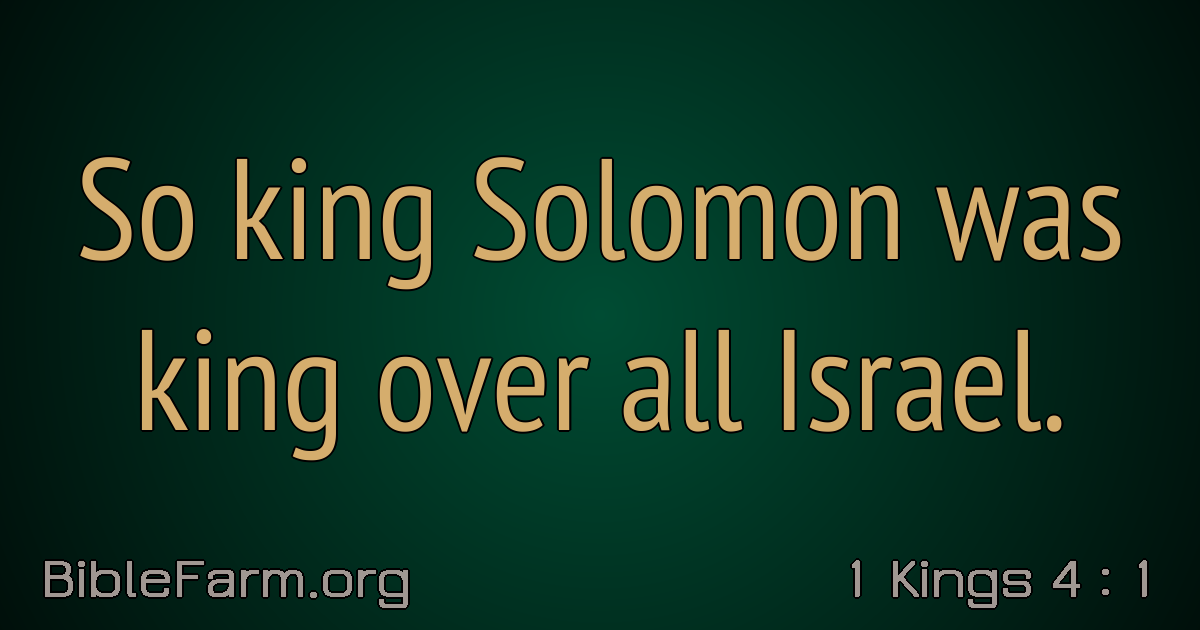 So king Solomon was
king over all Israel.
BibleFarm.org
1 Kings 4 : 1